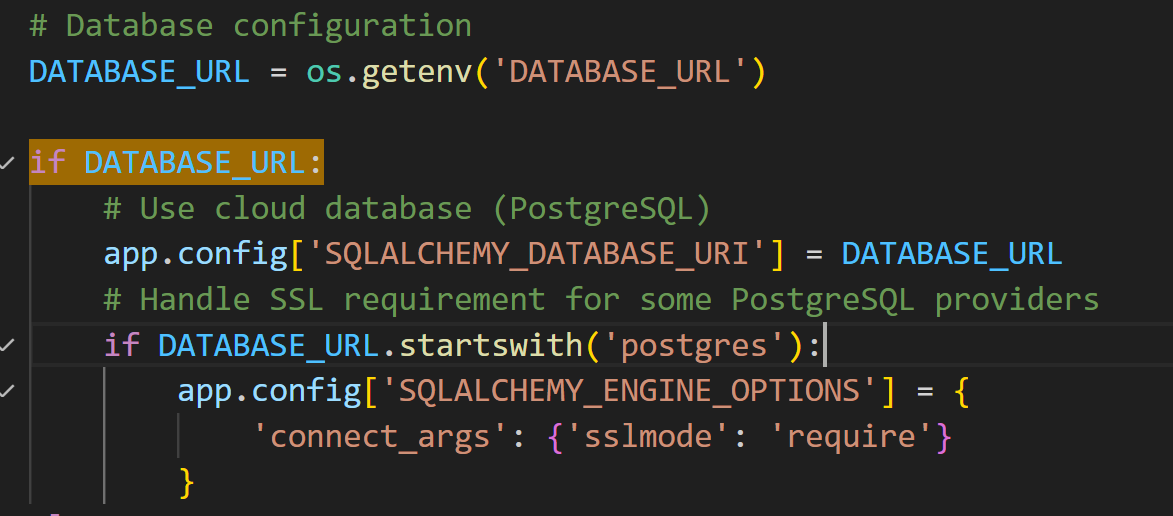 # Database configuration
DATABASE_URL = os.getenv('DATABASE_URL')
if DATABASE_URL:
# Use cloud database (PostgreSQL)
app.config['SQLALCHEMY_DATABASE_URI'] = DATABASE_URL
# Handle SSL requirement for some PostgreSQL providers
if DATABASE_URL.startswith('postgres'):
app.config['SQLALCHEMY_ENGINE_OPTIONS'] = {
'connect_args': {'sslmode': 'require'}
}